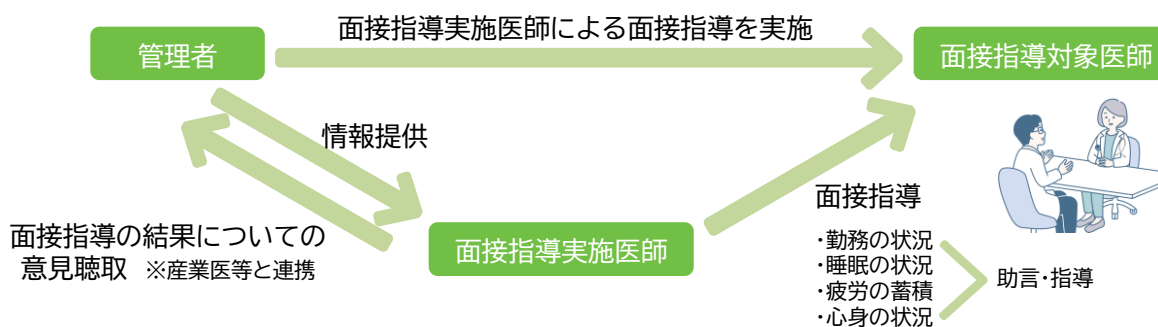 面接指導実施医師による面接指導を実施
管理者
面接指導対象医師
情報提供
面接指導の結果についての
意見聴取 ※産業医等と連携
面接指導実施医師
面接指導
・勤務の状況
・睡眠の状況
・疲労の蓄積
・心身の状況
助言・指導